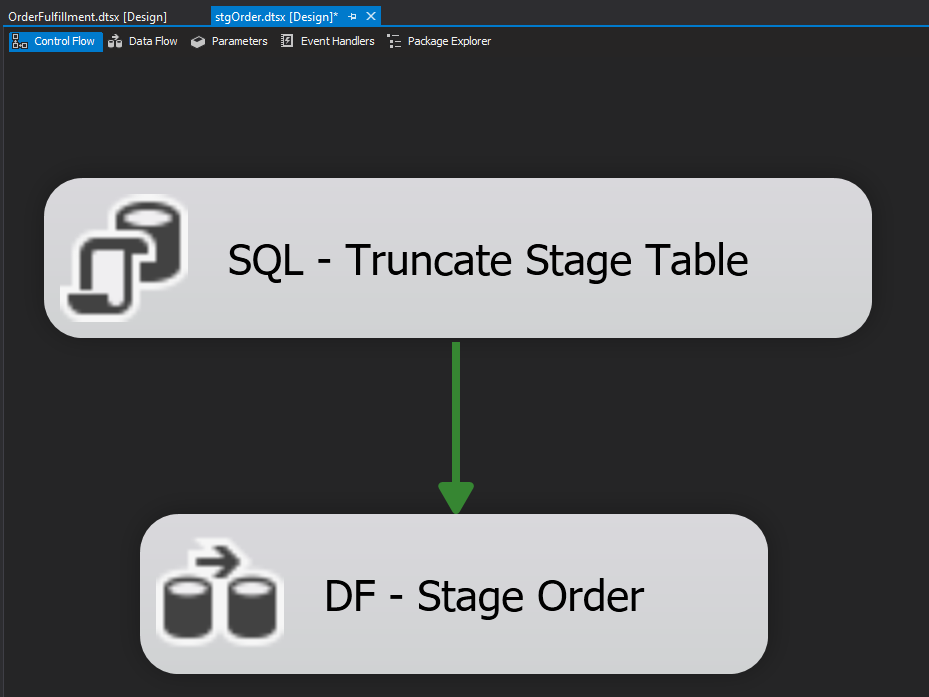 OrderFulfillment.dtsx [Design]
stgOrder.dtsx [Design]*
Control Flow
Data Flow
Parameters
Event Handlers
Package Explorer
SQL - Truncate Stage Table
DF - Stage Order